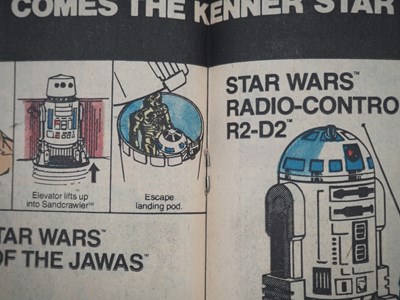 COMES THE KENNER STAR
Elevator lifts up
into Sandcrawler™
Escape
landing pod.
TAR WARS™
OF THE JAWAS™
STAR WARS™
RADIO-CONTRO
R2-D2™